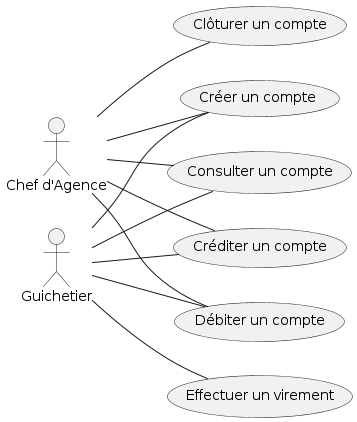 Clôturer un compte
Créer un compte
Chef d'Agence
Consulter un compte
Créditer un compte
Guichetier
Débiter un compte
Effectuer un virement